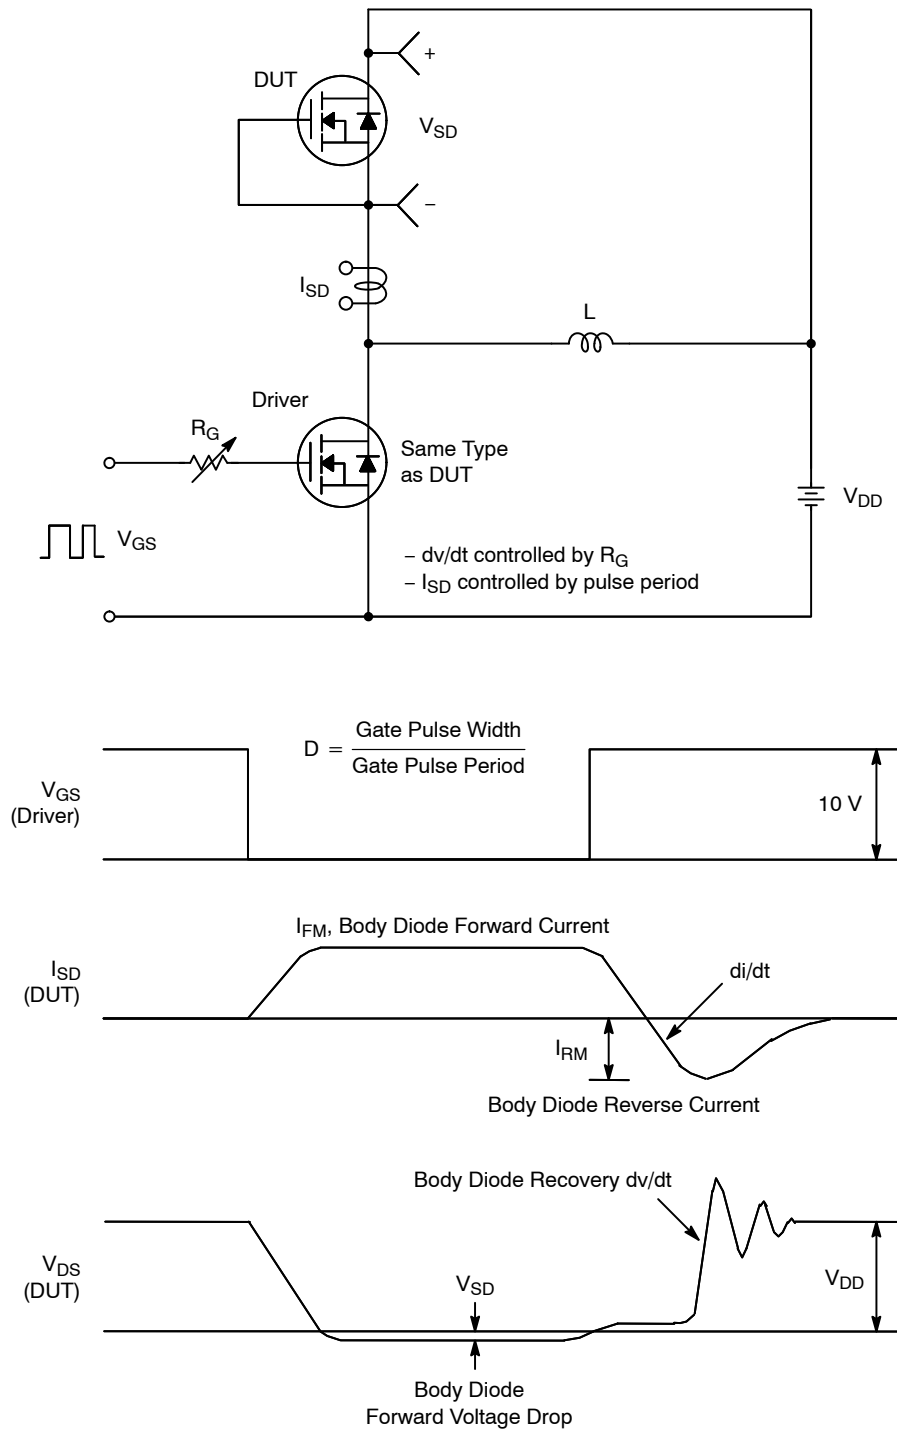 +
DUT
V_SD
−
I_SD
L
Driver
R_G
Same Type
as DUT
V_DD
V_GS
− dv/dt controlled by R_G
− I_SD controlled by pulse period
D = Gate Pulse Width
Gate Pulse Period
V_GS
(Driver)
10 V
I_FM, Body Diode Forward Current
I_SD
(DUT)
di/dt
I_RM
Body Diode Reverse Current
Body Diode Recovery dv/dt
V_DS
(DUT)
V_SD
V_DD
Body Diode
Forward Voltage Drop